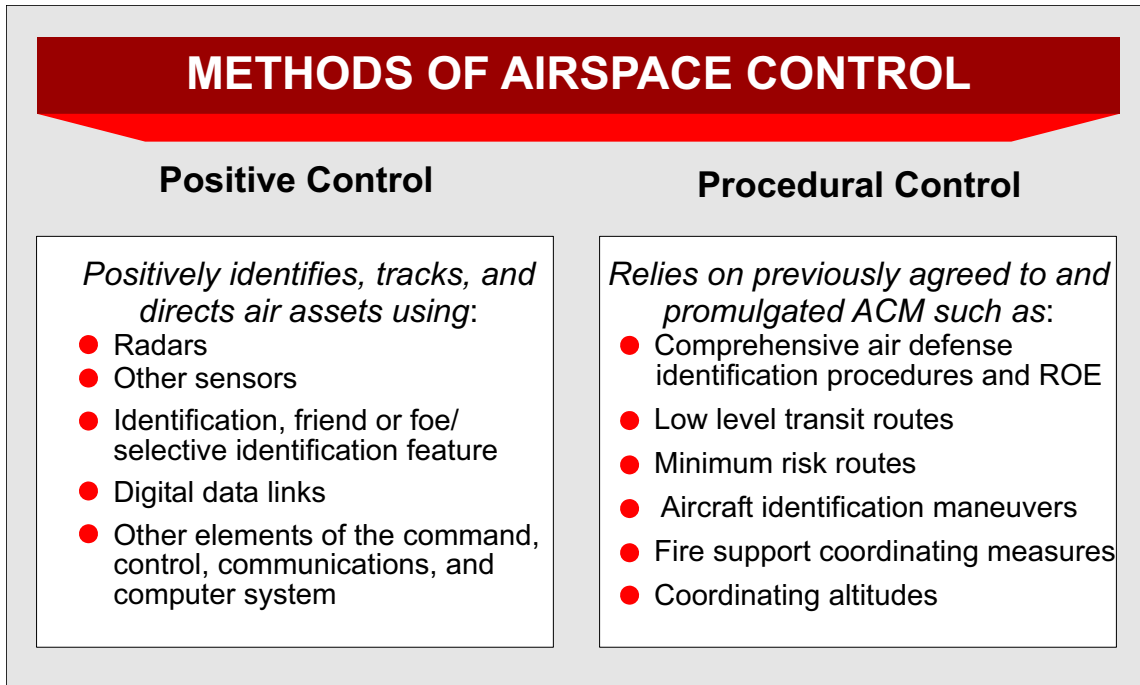 METHODS OF AIRSPACE CONTROL
Positive Control
Positively identifies, tracks, and
directs air assets using:
Radars
Other sensors
Identification, friend or foe/
selective identification feature
Digital data links
Other elements of the command,
control, communications, and
computer system
Procedural Control
Relies on previously agreed to and
promulgated ACM such as:
Comprehensive air defense
identification procedures and ROE
Low level transit routes
Minimum risk routes
Aircraft identification maneuvers
Fire support coordinating measures
Coordinating altitudes